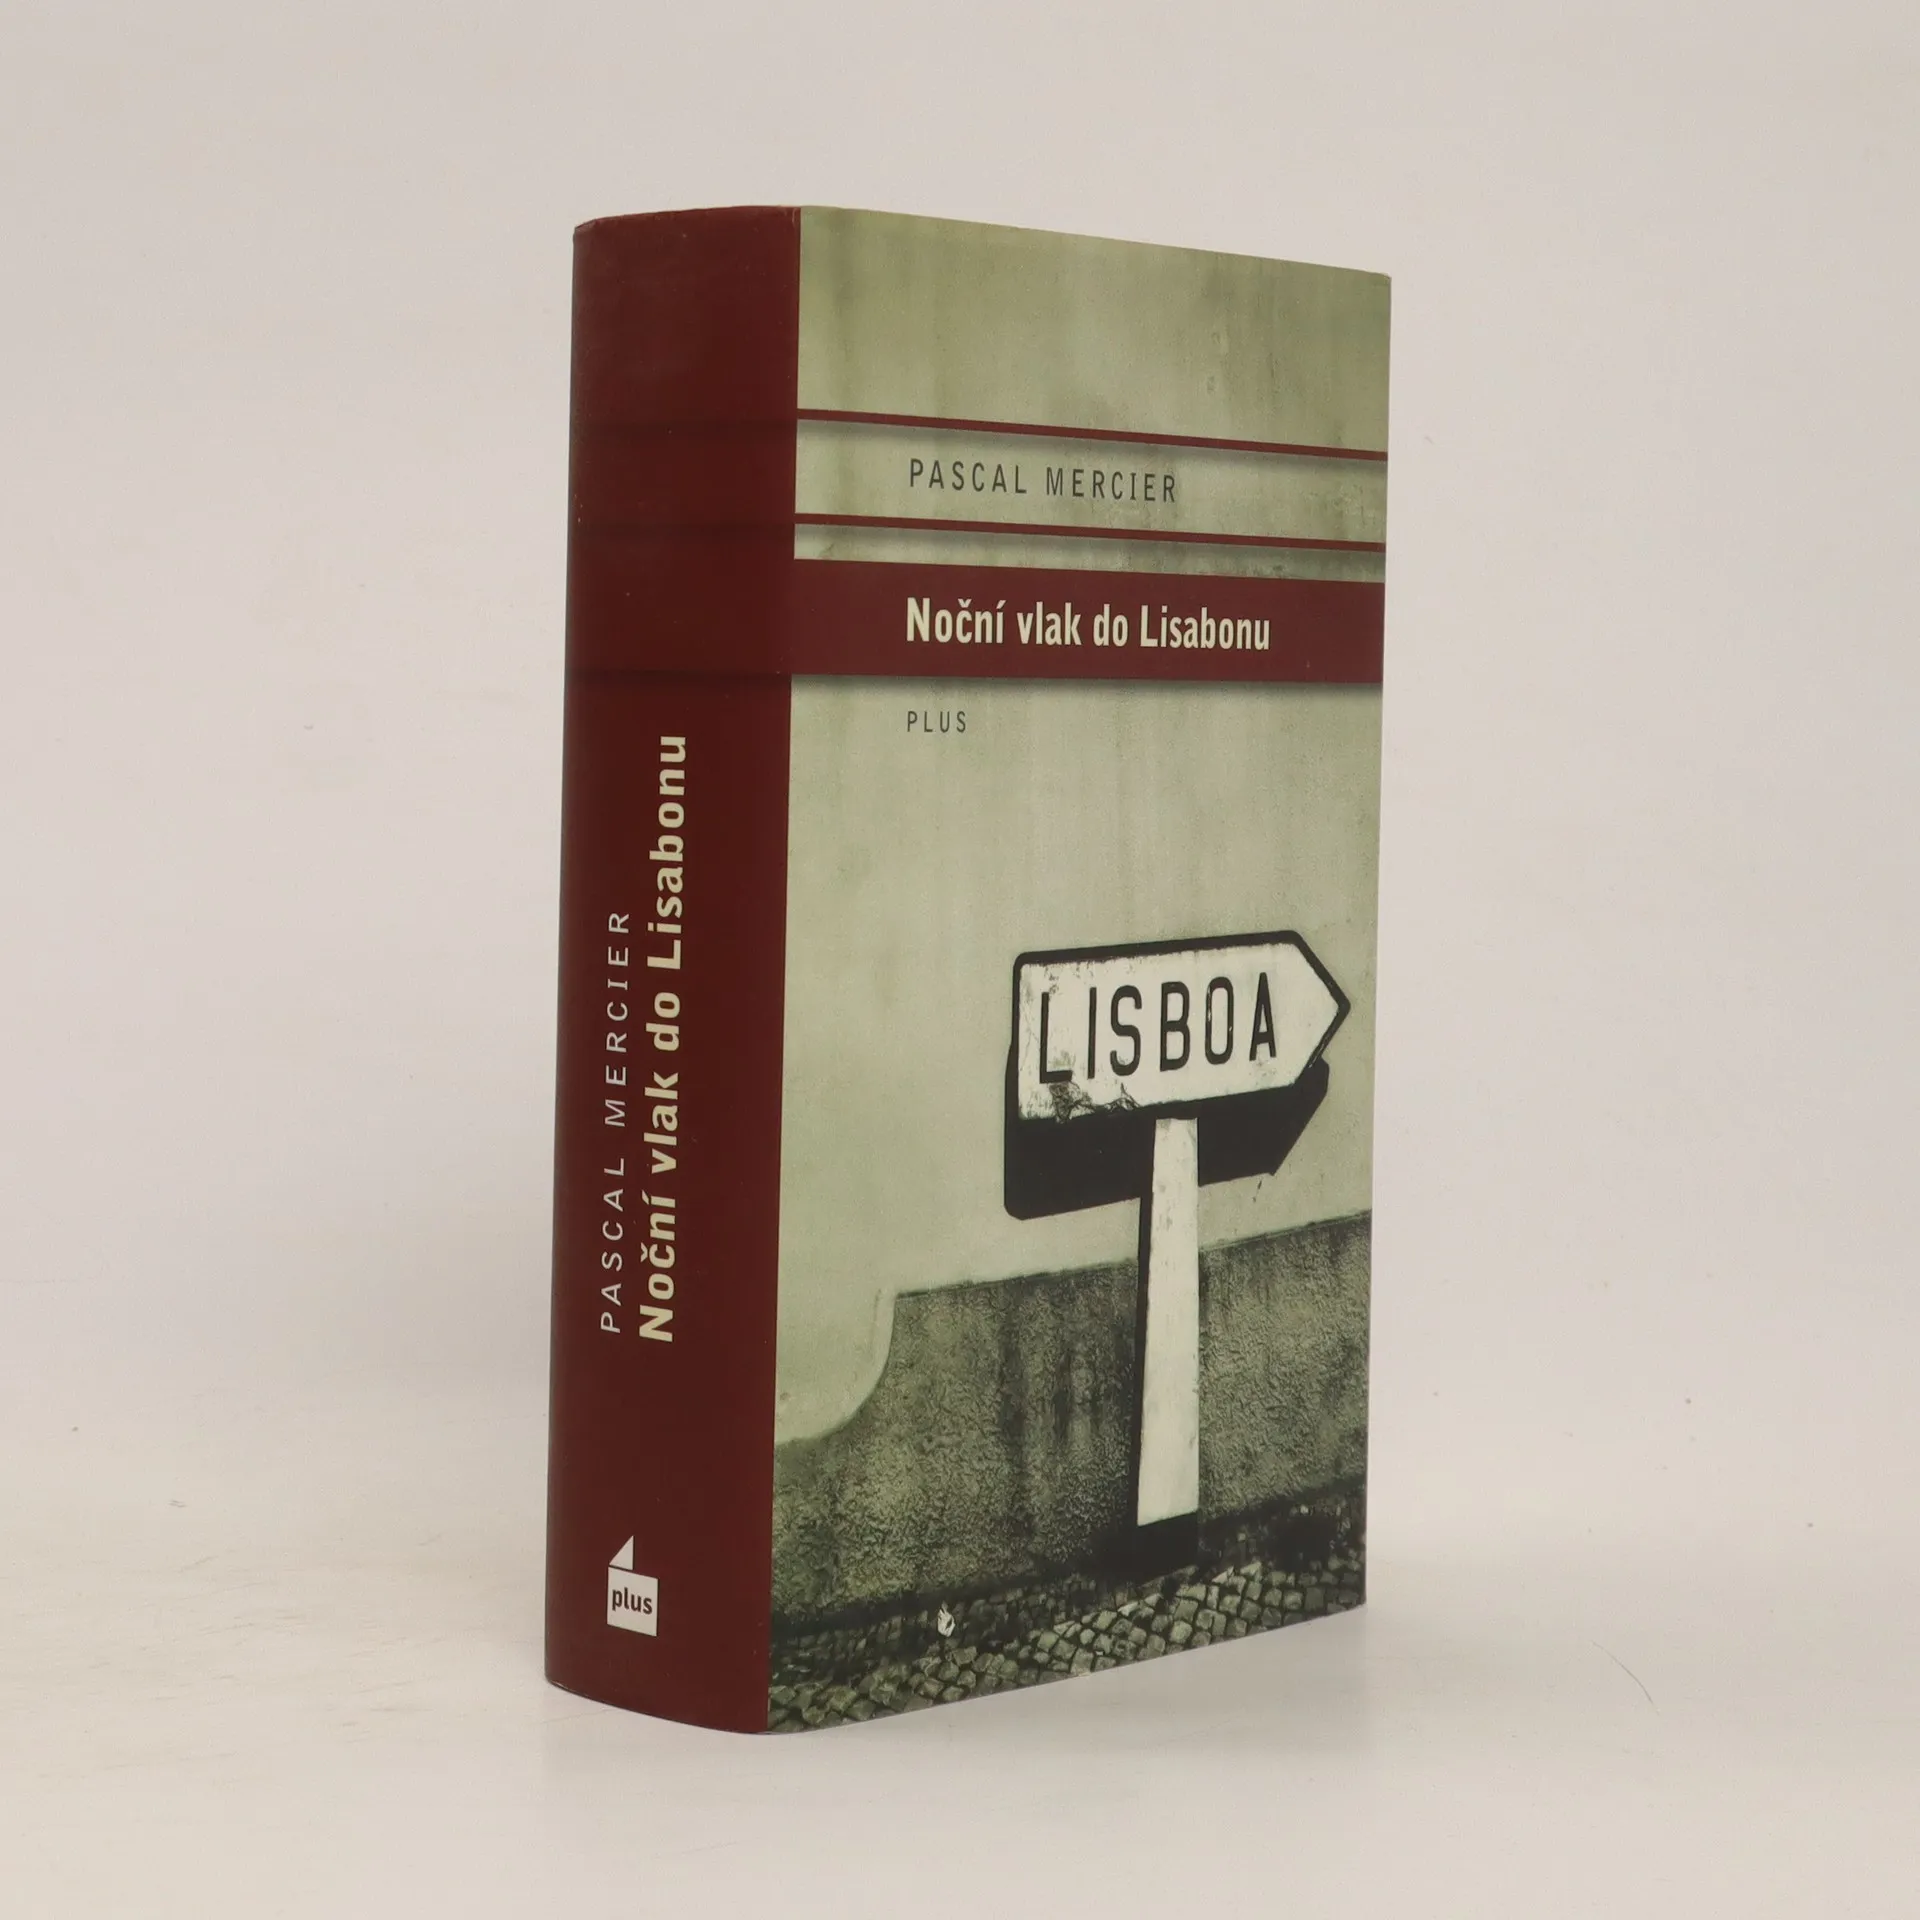 PASCAL MERCIER
Noční vlak do Lisabonu
PLUS
LISBOA
PASCAL MERCIER
Noční vlak do Lisabonu
plus